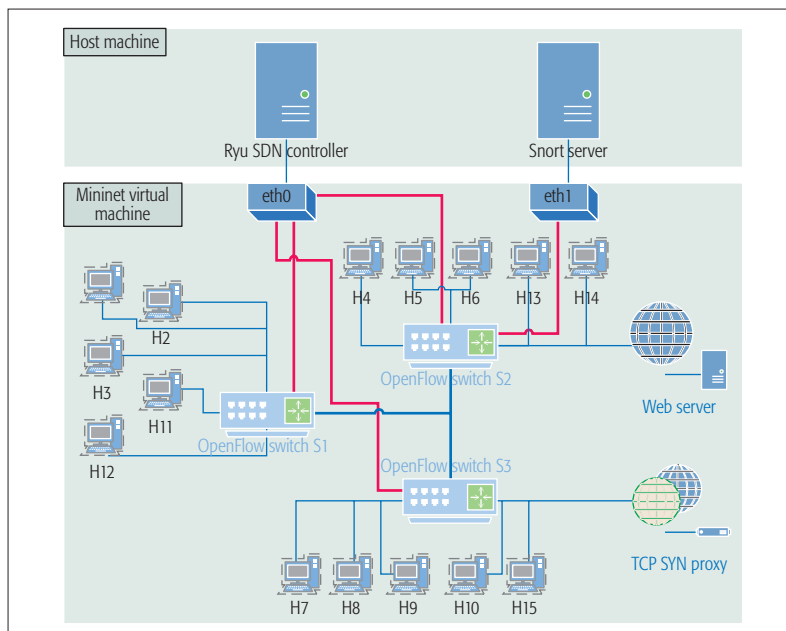 Host machine
Ryu SDN controller
Snort server
Mininet virtual
machine
eth0
eth1
H4
H5
H6
H13
H14
H2
H3
H11
H12
OpenFlow switch S2
Web server
OpenFlow switch S1
OpenFlow switch S3
TCP SYN proxy
H7
H8
H9
H10
H15